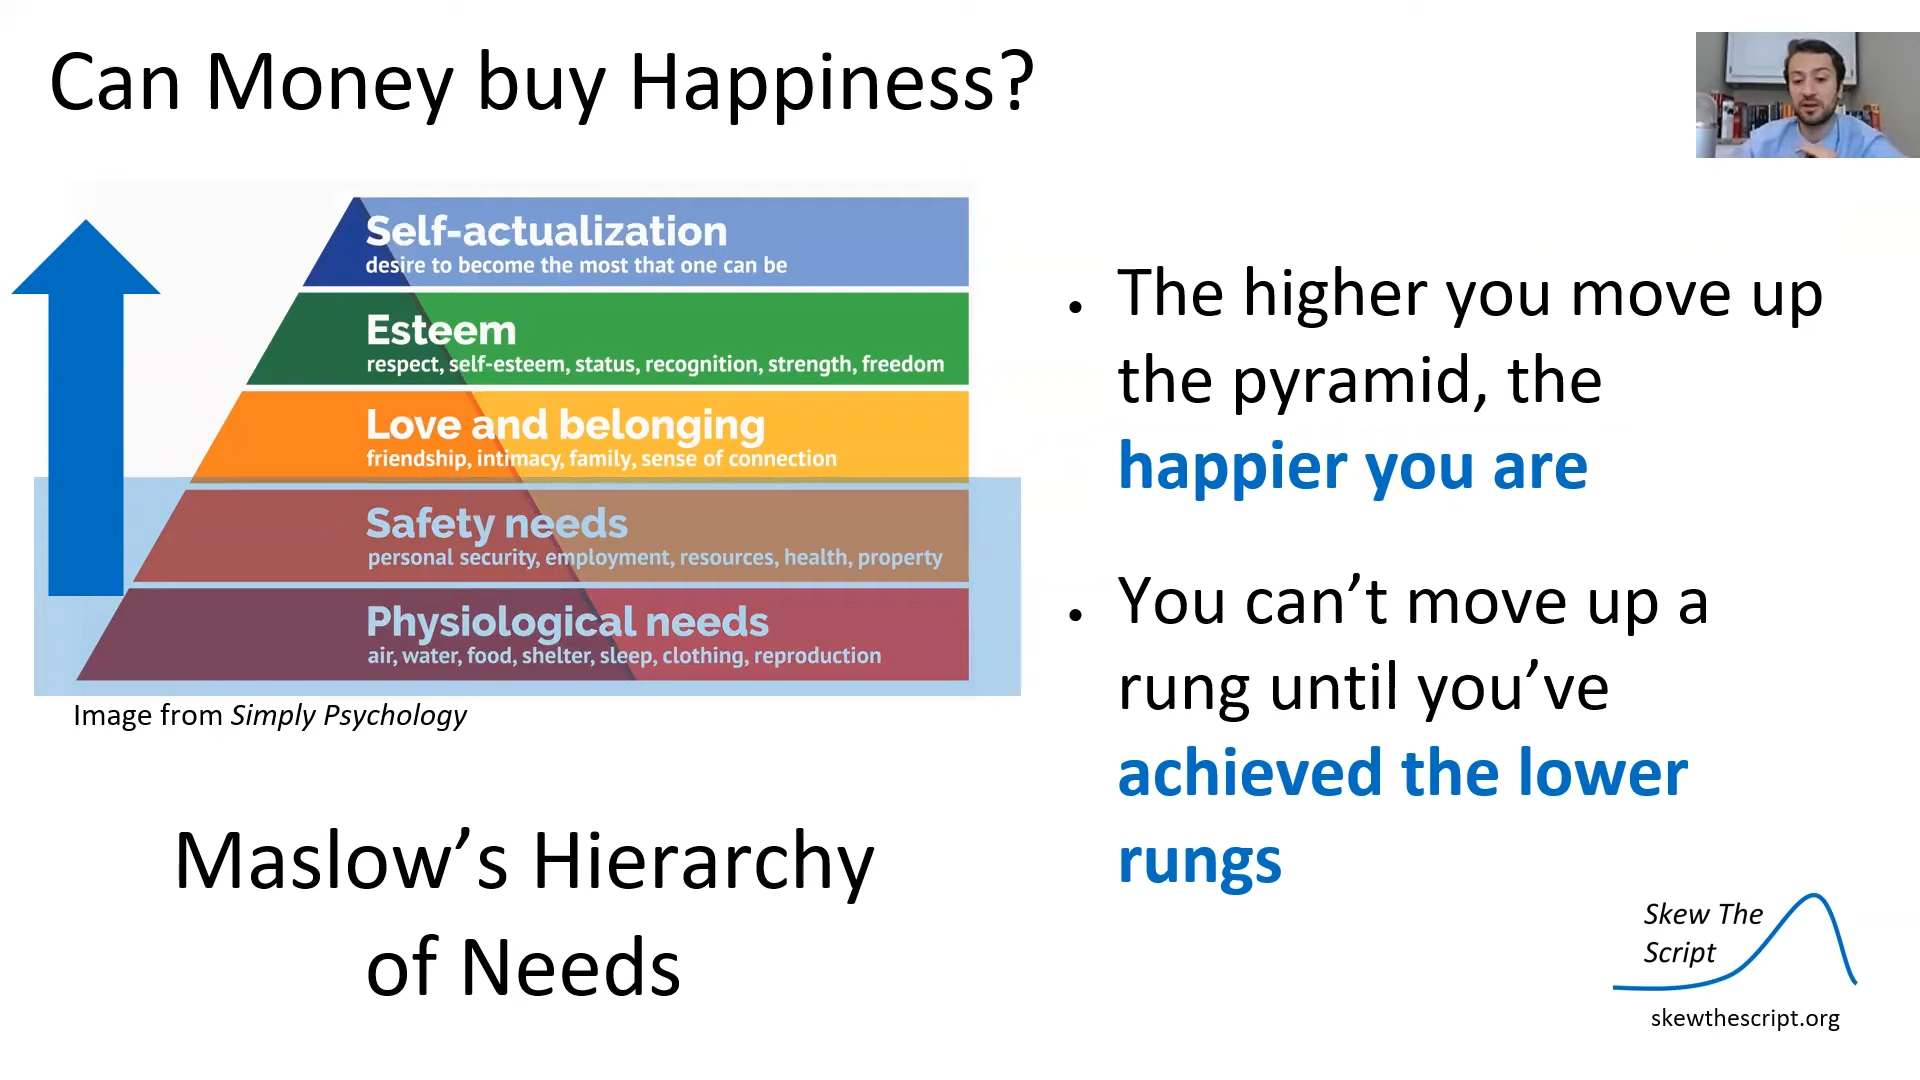 Can Money buy Happiness?
Self-actualization
desire to become the most that one can be
Esteem
respect, self-esteem, status, recognition, strength, freedom
Love and belonging
friendship, intimacy, family, sense of connection
Safety needs
personal security, employment, resources, health, property
Physiological needs
air, water, food, shelter, sleep, clothing, reproduction
Image from Simply Psychology
Maslow’s Hierarchy
of Needs
• The higher you move up
the pyramid, the
happier you are
• You can’t move up a
rung until you’ve
achieved the lower
rungs
Skew The
Script
skewthescript.org